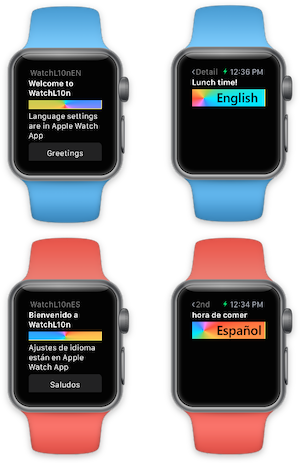 WatchL10nEN
Welcome to
WatchL10n
Language settings
are in Apple Watch
App
Greetings
<Detail 12:36 PM
Lunch time!
English
WatchL10nES
Bienvenido a
WatchL10n
Ajustes de idioma
están en Apple
Watch App
Saludos
<2nd 12:34 PM
hora de comer
Español